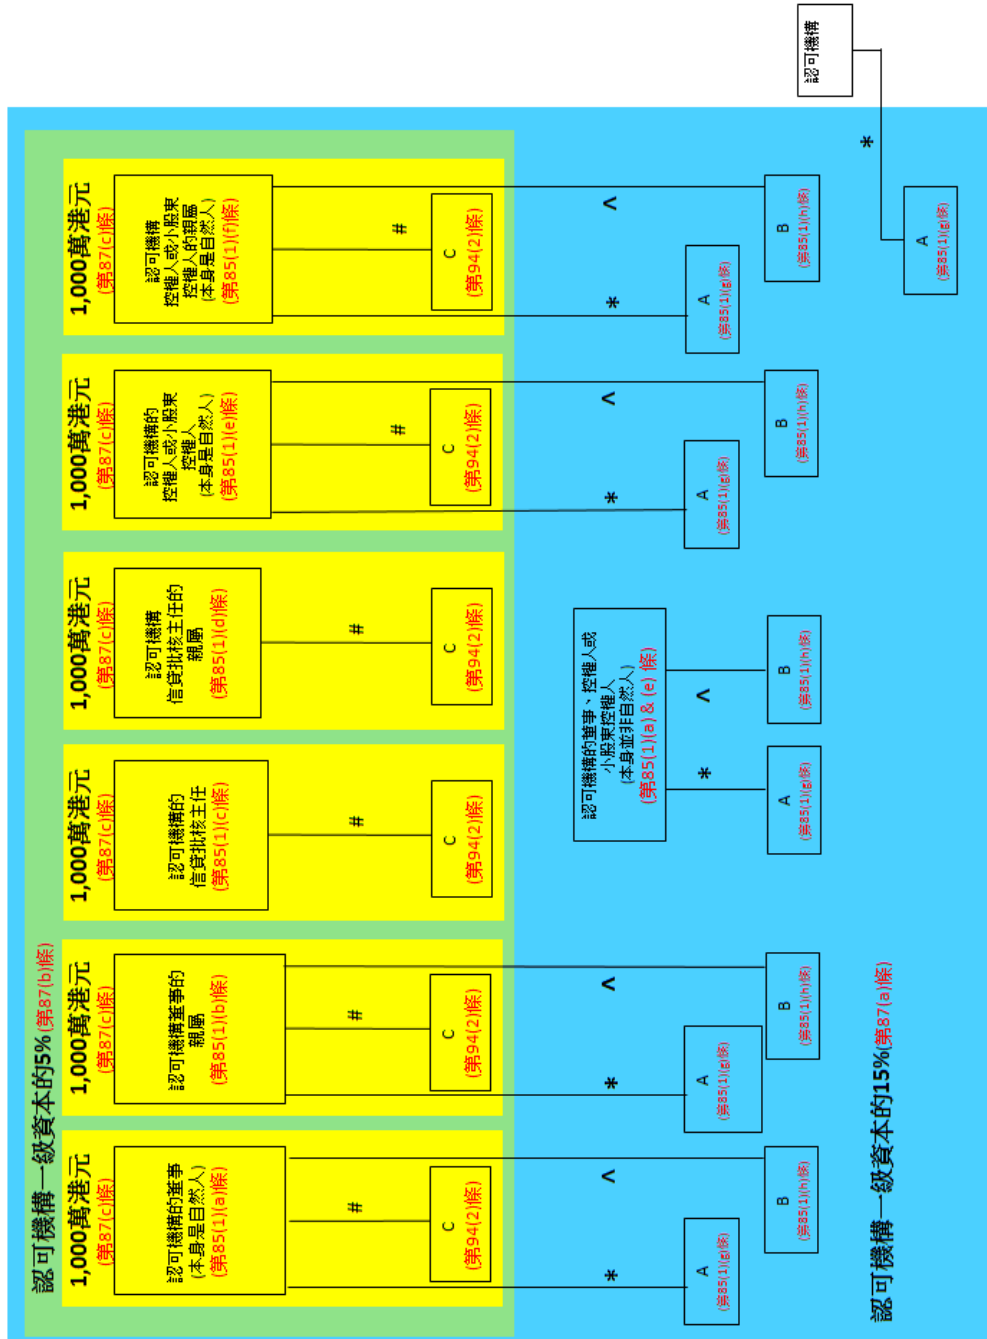 認可機構一級資本的5%(第87(b)條)
1,000萬港元
(第87(c)條)
認可機構的董事
(本身是自然人)
(第85(1)(a)條)
#
C
(第94(2)條)
*
^
A
(第85(1)(g)條)
B
(第85(1)(h)條)
1,000萬港元
(第87(c)條)
認可機構董事的
親屬
(第85(1)(b)條)
#
C
(第94(2)條)
*
^
A
(第85(1)(g)條)
B
(第85(1)(h)條)
1,000萬港元
(第87(c)條)
認可機構的
信貸批核主任
(第85(1)(c)條)
#
C
(第94(2)條)
1,000萬港元
(第87(c)條)
認可機構
信貸批核主任的
親屬
(第85(1)(d)條)
#
C
(第94(2)條)
認可機構的董事、控權人或
小股東控權人
(本身並非自然人)
(第85(1)(a) & (e) 條)
*
^
A
(第85(1)(g)條)
B
(第85(1)(h)條)
1,000萬港元
(第87(c)條)
認可機構的
控權人或小股東
控權人
(本身是自然人)
(第85(1)(e)條)
#
C
(第94(2)條)
*
^
A
(第85(1)(g)條)
B
(第85(1)(h)條)
1,000萬港元
(第87(c)條)
認可機構
控權人或小股東
控權人的親屬
(本身是自然人)
(第85(1)(f)條)
#
C
(第94(2)條)
*
^
A
(第85(1)(g)條)
B
(第85(1)(h)條)
認可機構
*
A
(第85(1)(g)條)
認可機構一級資本的15%(第87(a)條)